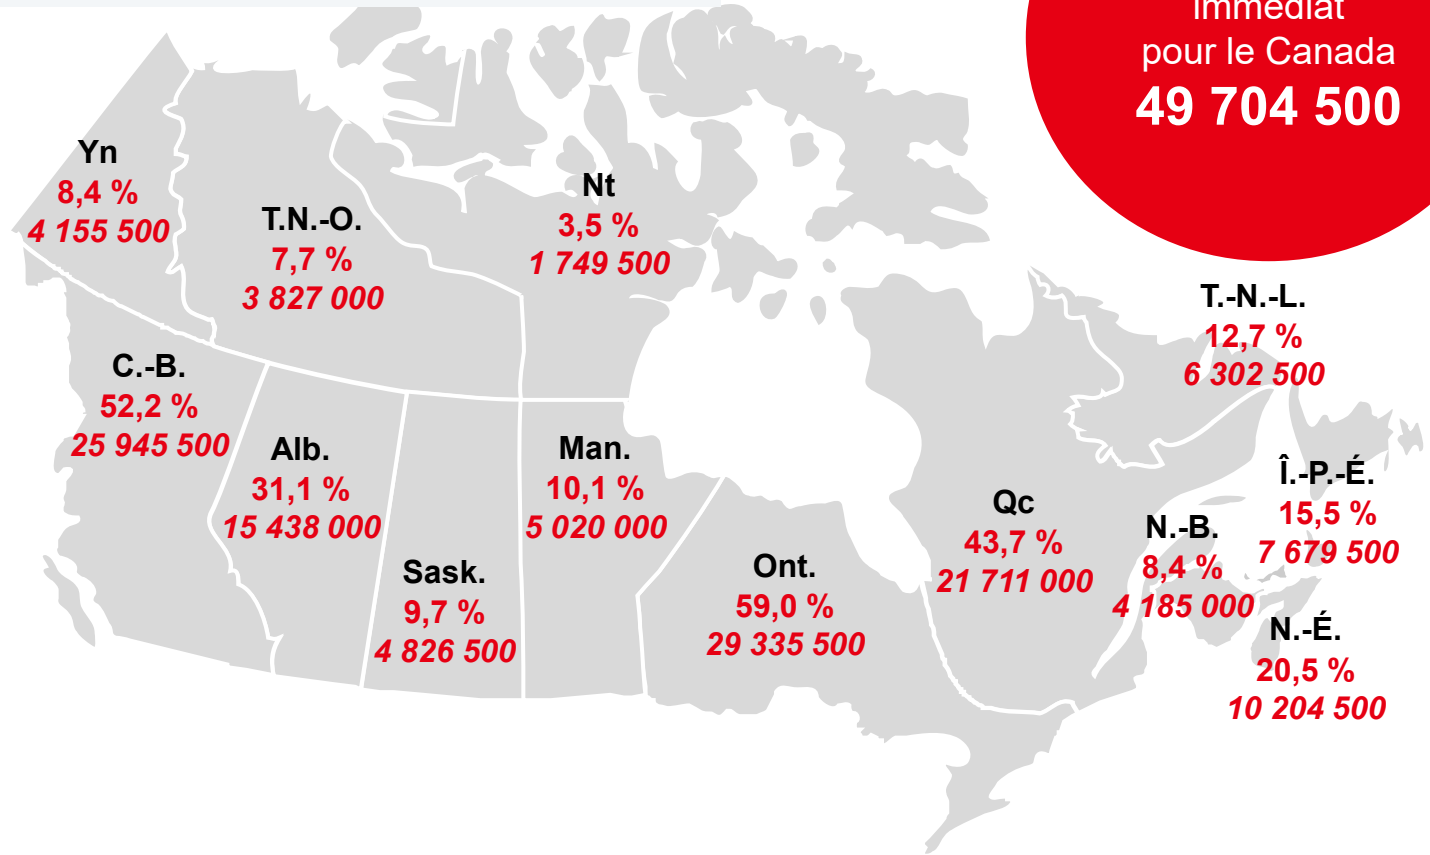 immédiat
pour le Canada
49 704 500
Yn
8,4 %
4 155 500
T.N.-O.
7,7 %
3 827 000
Nt
3,5 %
1 749 500
T.-N.-L.
12,7 %
6 302 500
C.-B.
52,2 %
25 945 500
Alb.
31,1 %
15 438 000
Sask.
9,7 %
4 826 500
Man.
10,1 %
5 020 000
Ont.
59,0 %
29 335 500
Qc
43,7 %
21 711 000
N.-B.
8,4 %
4 185 000
Î.-P.-É.
15,5 %
7 679 500
N.-É.
20,5 %
10 204 500